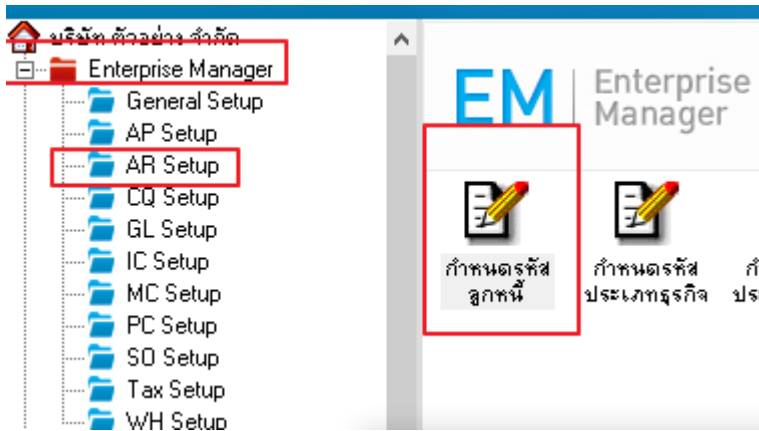 บริษัท ตัวอย่าง จำกัด
Enterprise Manager
General Setup
AP Setup
AR Setup
CQ Setup
GL Setup
IC Setup
MC Setup
PC Setup
SO Setup
Tax Setup
WH Setup
EM
Enterprise
Manager
กำหนดรหัส
ลูกหนี้
กำหนดรหัส
ประเภทธุรกิจ